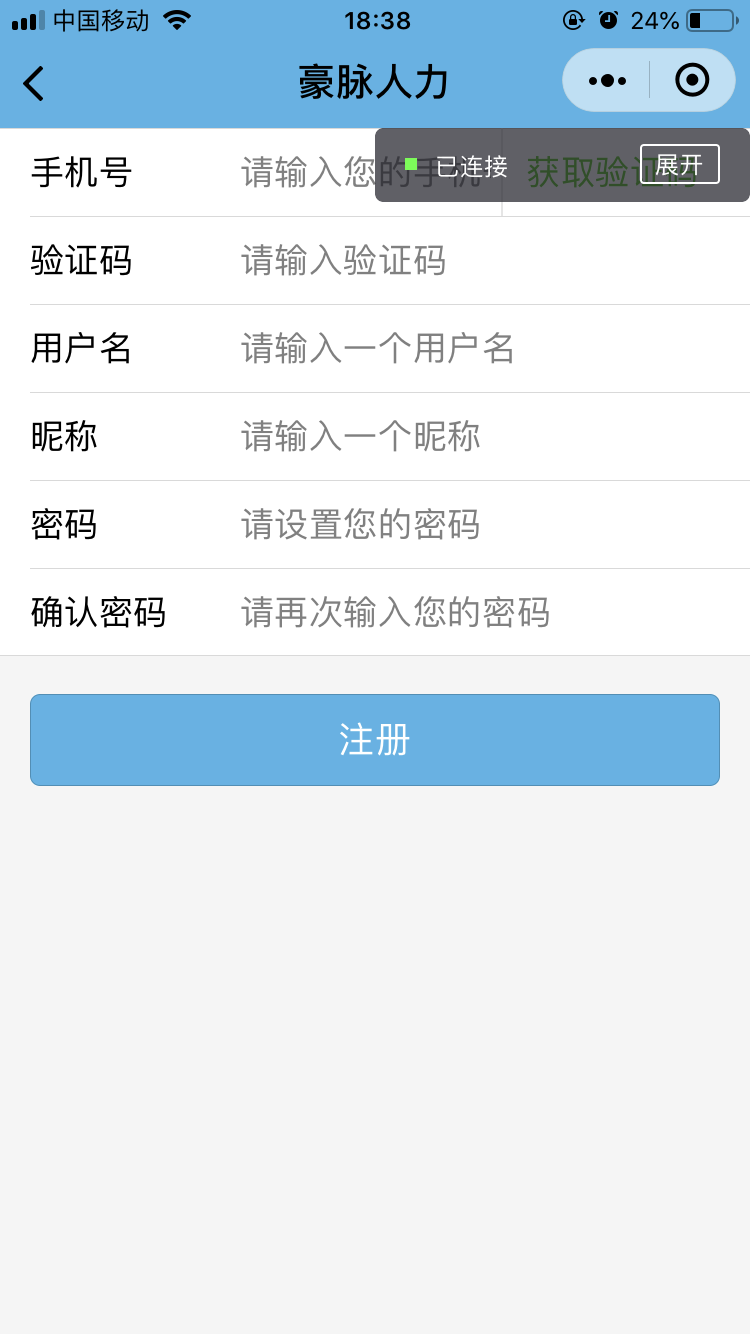 中国移动 18:38 24%
豪脉人力
手机号 请输入您的手机 获取验证码
已连接 展开
验证码 请输入验证码
用户名 请输入一个用户名
昵称 请输入一个昵称
密码 请设置您的密码
确认密码 请再次输入您的密码
注册